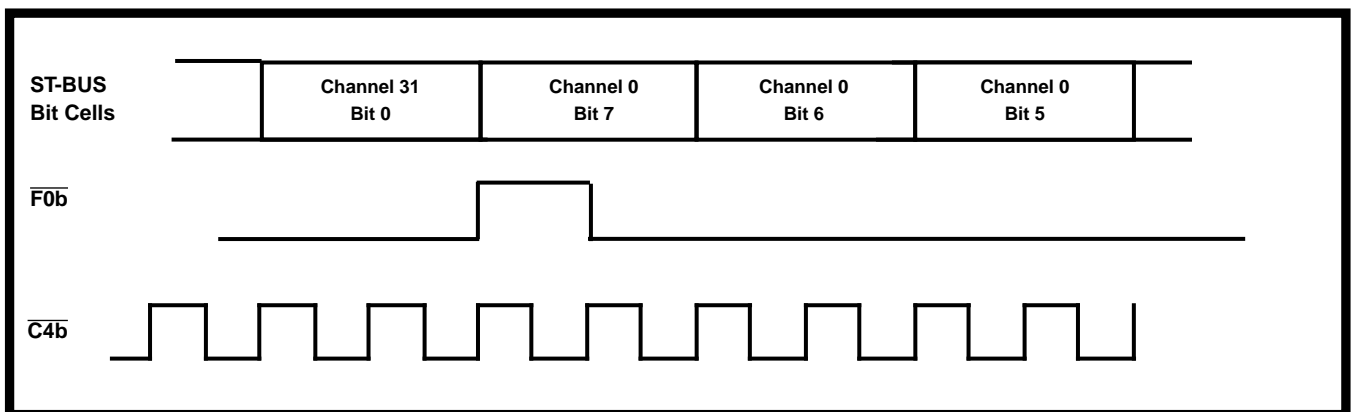 ST-BUS
Bit Cells
Channel 31
Bit 0
Channel 0
Bit 7
Channel 0
Bit 6
Channel 0
Bit 5
F0b
C4b